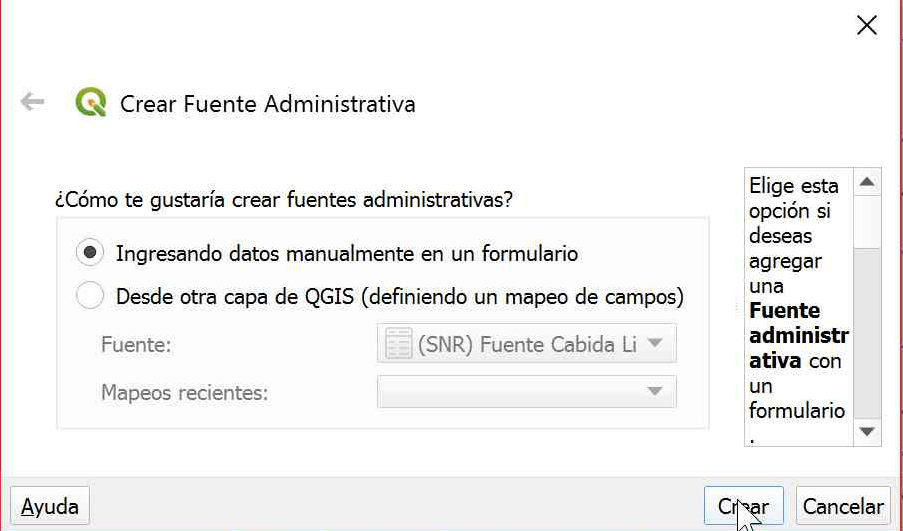 Crear Fuente Administrativa
¿Cómo te gustaría crear fuentes administrativas?
Ingresando datos manualmente en un formulario
Desde otra capa de QGIS (definiendo un mapeo de campos)
Fuente:
(SNR) Fuente Cabida Li
Mapeos recientes:
Elige esta
opción si
deseas
agregar
una
Fuente
administr
ativa con
un
formulario
.
Ayuda
Crear
Cancelar